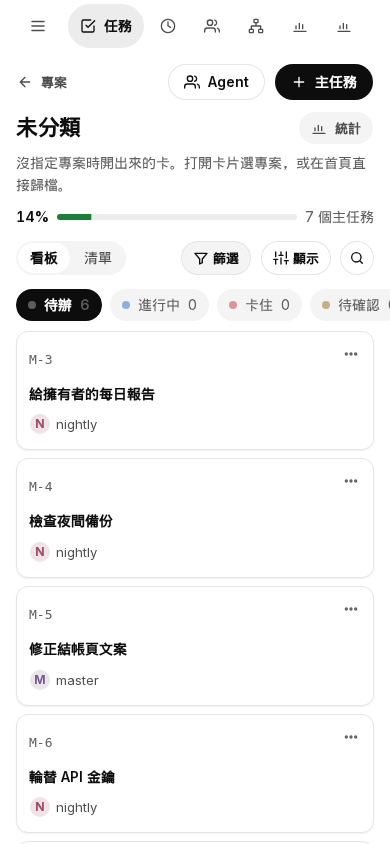 任務
專案
Agent
主任務
未分類
統計
沒指定專案時開出來的卡。打開卡片選專案，或在首頁直
接歸檔。
14%
7 個主任務
看板
清單
篩選
顯示
待辦 6
進行中 0
卡住 0
待確認
M-3
給擁有者的每日報告
N nightly
M-4
檢查夜間備份
N nightly
M-5
修正結帳頁文案
M master
M-6
輪替 API 金鑰
N nightly